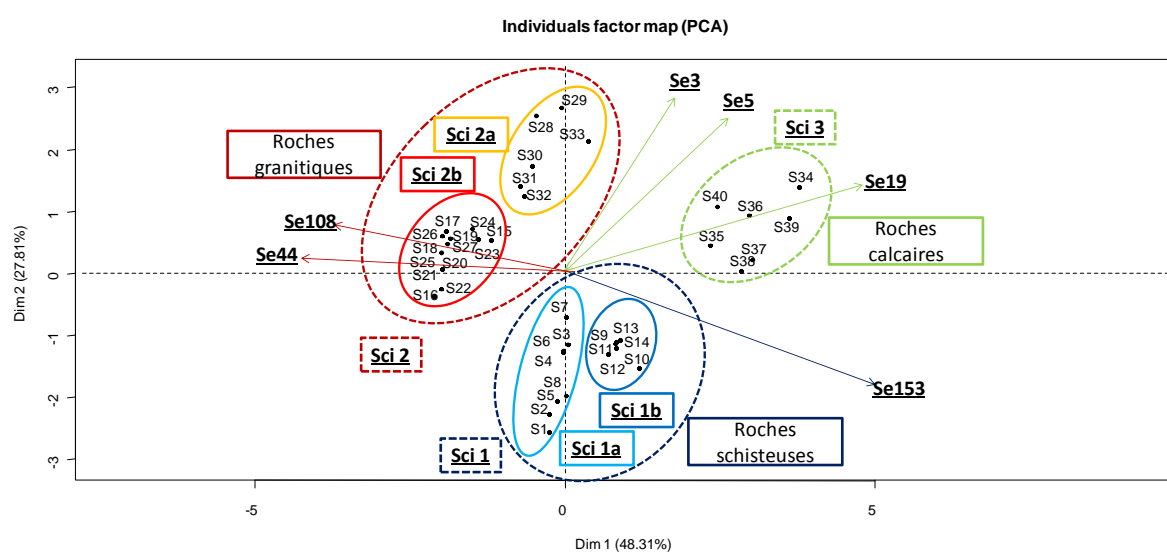 Individuals factor map (PCA)
Dim 2 (27.81%)
3
2
1
0
-1
-2
-3
-5
0
5
Dim 1 (48.31%)
Roches
granitiques
Sci 2a
Sci 2b
Sci 2
Se108
Se44
Se3
Se5
Se19
Se153
Sci 3
Roches
calcaires
Sci 1
Sci 1a
Sci 1b
Roches
schisteuses
S29
S28
S33
S30
S31
S32
S17
S24
S26
S19
S15
S18
S27
S23
S25
S20
S21
S22
S16
S34
S40
S36
S39
S35
S37
S38
S7
S6
S3
S4
S8
S5
S2
S1
S9
S13
S11
S14
S12
S10